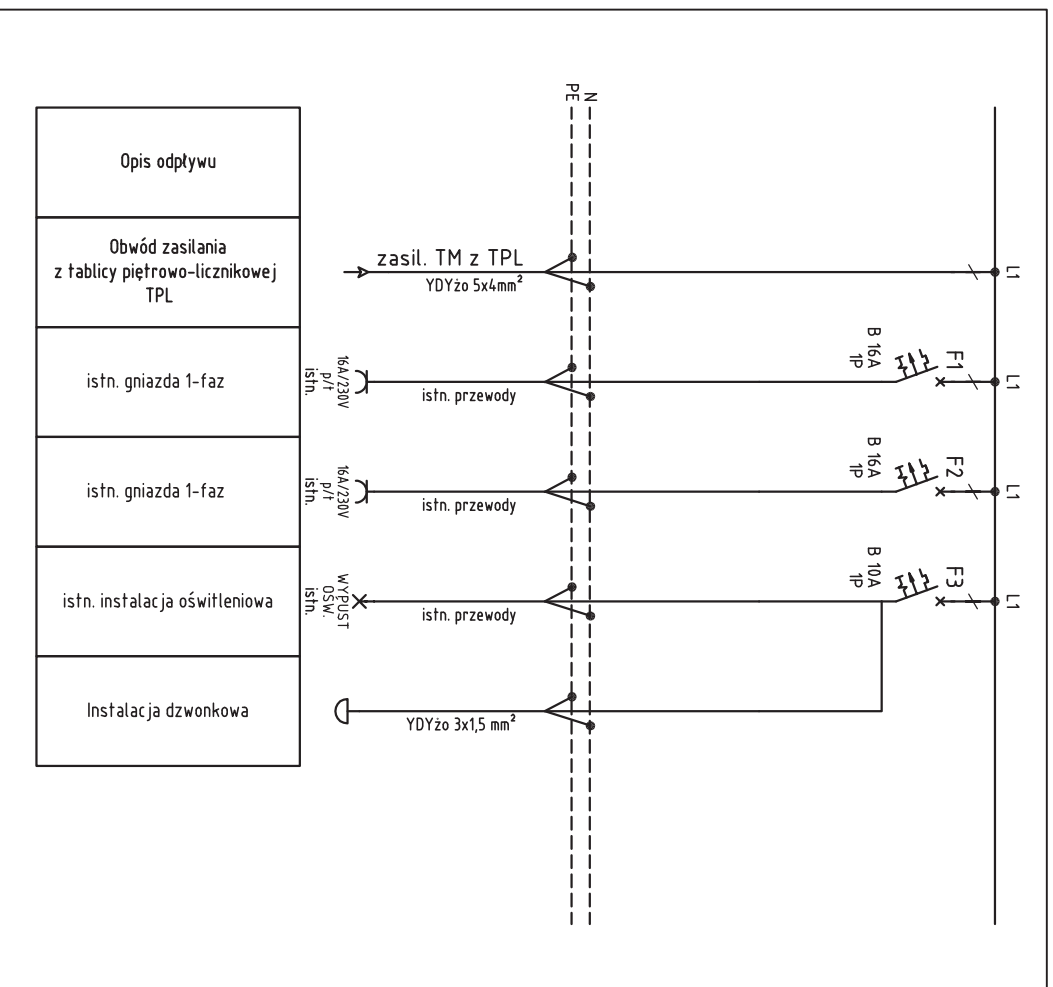 PE
N
Opis odpływu
Obwód zasilania
z tablicy piętrowo-licznikowej
TPL
zasil. TM z TPL
YDYżo 5x4mm²
L1
istn. gniazda 1-faz
16A/230V
p/t
istn.
istn. przewody
B 16A
1P
F1
L1
istn. gniazda 1-faz
16A/230V
p/t
istn.
istn. przewody
B 16A
1P
F2
L1
istn. instalacja oświtleniowa
WYPUST
OŚW.
istn.
istn. przewody
B 10A
1P
F3
L1
Instalacja dzwonkowa
YDYżo 3x1,5 mm²